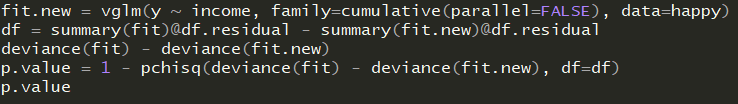 fit.new = vglm(y ~ income, family=cumulative(parallel=FALSE), data=happy)
df = summary(fit)@df.residual - summary(fit.new)@df.residual
deviance(fit) - deviance(fit.new)
p.value = 1 - pchisq(deviance(fit) - deviance(fit.new), df=df)
p.value